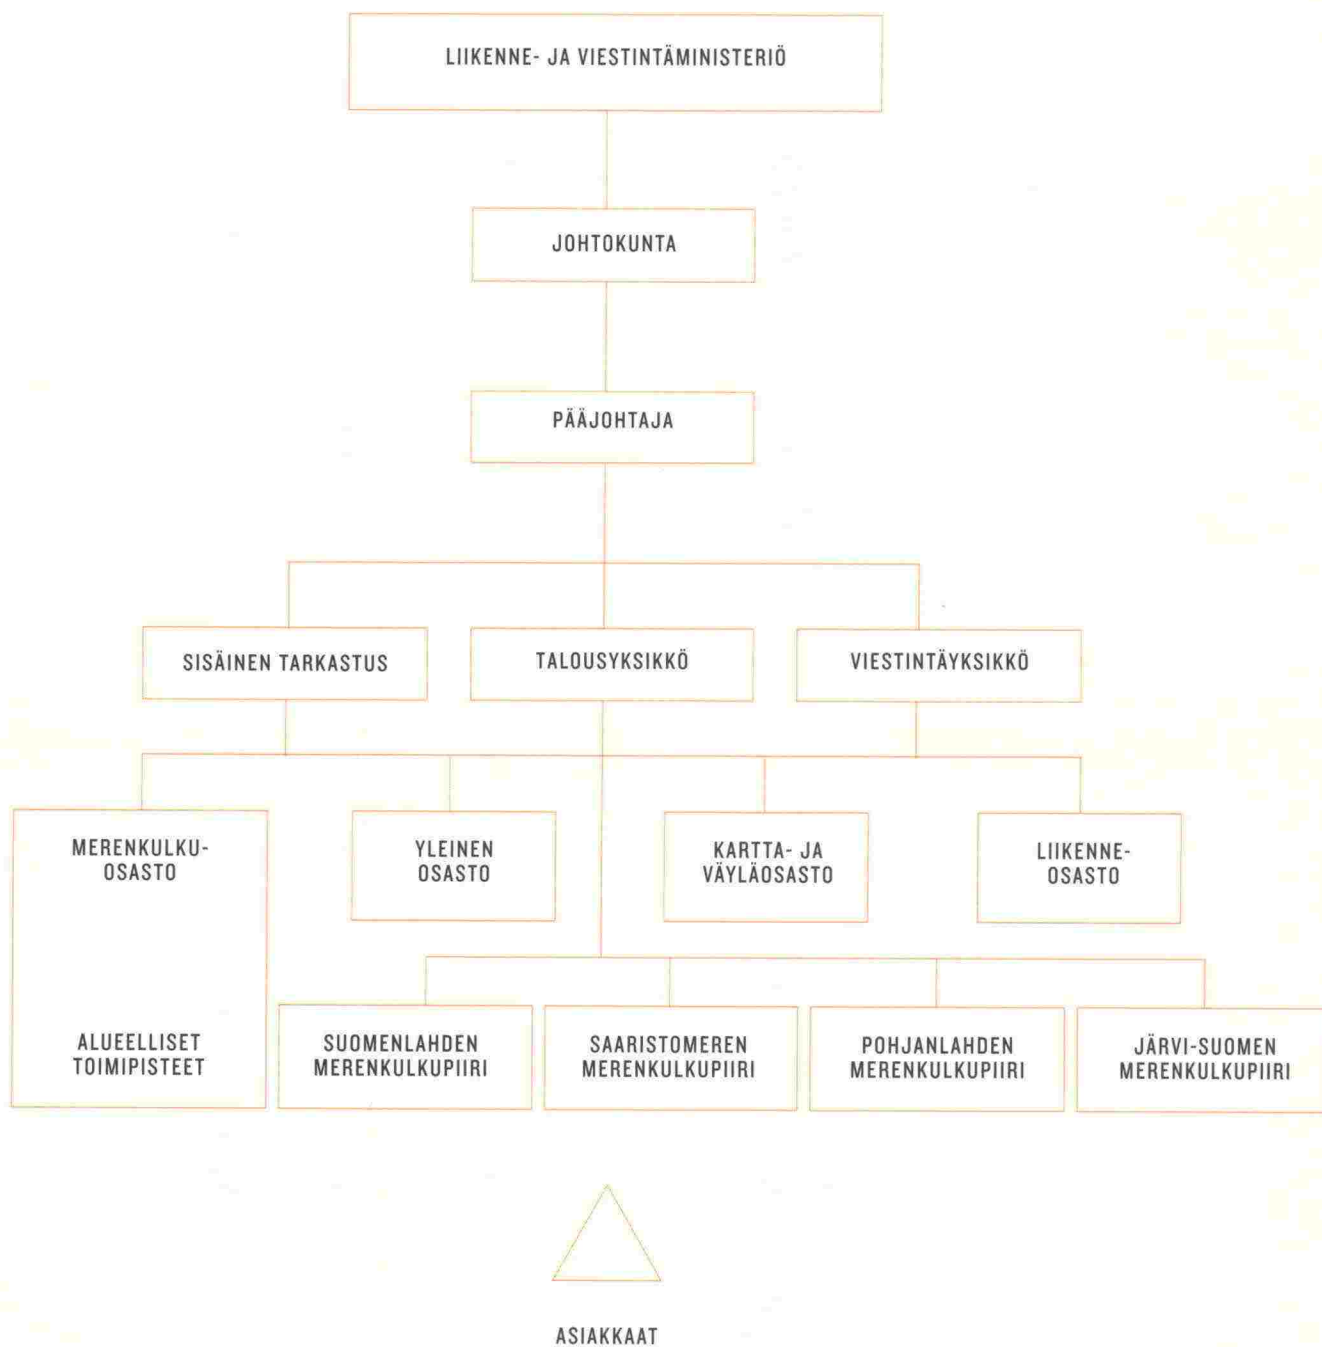 LIIKENNE- JA VIESTINTÄMINISTERIÖ
JOHTOKUNTA
PÄÄJOHTAJA
SISÄINEN TARKASTUS
TALOUSYKSIKKÖ
VIESTINTÄYKSIKKÖ
MERENKULKU-
OSASTO
YLEINEN
OSASTO
KARTTA- JA
VÄYLÄOSASTO
LIIKENNE-
OSASTO
ALUEELLISET
TOIMIPISTEET
SUOMENLAHDEN
MERENKULKUPIIRI
SAARISTOMEREN
MERENKULKUPIIRI
POHJANLAHDEN
MERENKULKUPIIRI
JÄRVI-SUOMEN
MERENKULKUPIIRI
ASIAKKAAT